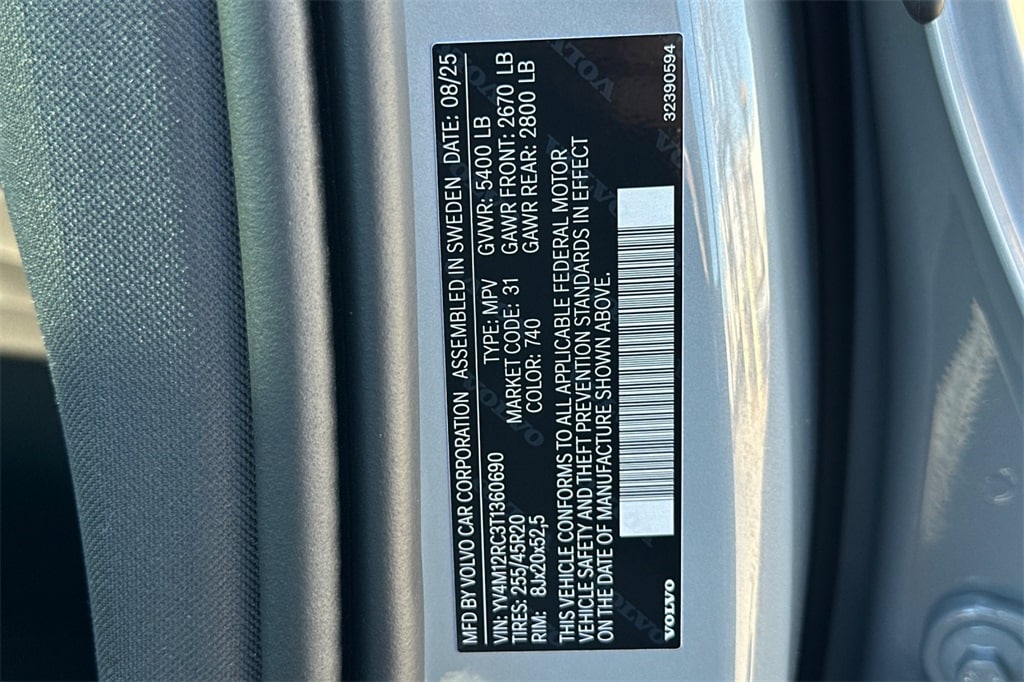 MFD BY VOLVO CAR CORPORATION ASSEMBLED IN SWEDEN DATE: 08/25
VIN: YV4M12RC3T1360690 TYPE: MPV GVWR: 5400 LB
TIRES: 255/45R20 MARKET CODE: 31 GAWR FRONT: 2670 LB
RIM: 8Jx20x52,5 COLOR: 740 GAWR REAR: 2800 LB
THIS VEHICLE CONFORMS TO ALL APPLICABLE FEDERAL MOTOR
VEHICLE SAFETY AND THEFT PREVENTION STANDARDS IN EFFECT
ON THE DATE OF MANUFACTURE SHOWN ABOVE.
VOLVO 32390594